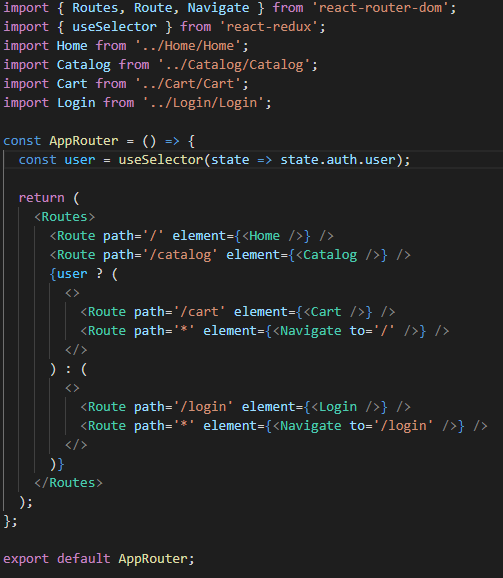 import { Routes, Route, Navigate } from 'react-router-dom';
import { useSelector } from 'react-redux';
import Home from '../Home/Home';
import Catalog from '../Catalog/Catalog';
import Cart from '../Cart/Cart';
import Login from '../Login/Login';

const AppRouter = () => {
  const user = useSelector(state => state.auth.user);

  return (
    <Routes>
      <Route path='/' element={<Home />} />
      <Route path='/catalog' element={<Catalog />} />
      {user ? (
        <>
          <Route path='/cart' element={<Cart />} />
          <Route path='*' element={<Navigate to='/' />} />
        </>
      ) : (
        <>
          <Route path='/login' element={<Login />} />
          <Route path='*' element={<Navigate to='/login' />} />
        </>
      )}
    </Routes>
  );
};

export default AppRouter;